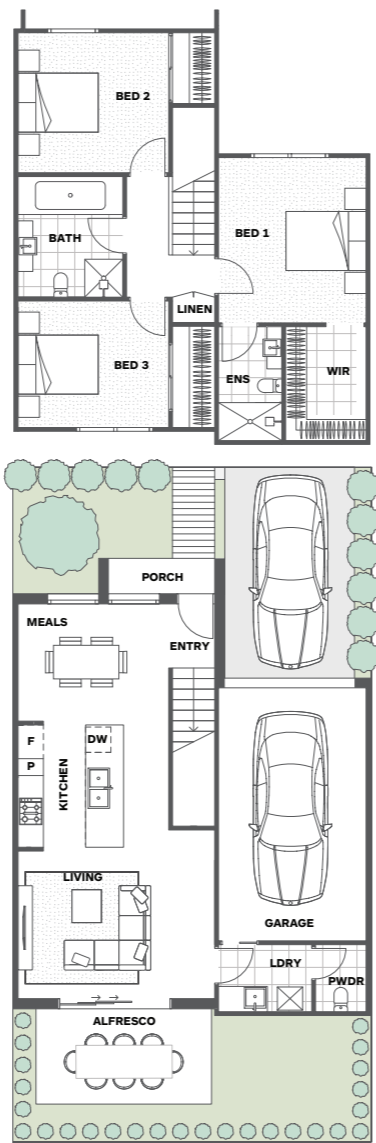 BED 2
BATH
BED 1
LINEN
BED 3
ENS
WIR
PORCH
MEALS
ENTRY
F
DW
P
KITCHEN
LIVING
GARAGE
LDRY
PWDR
ALFRESCO